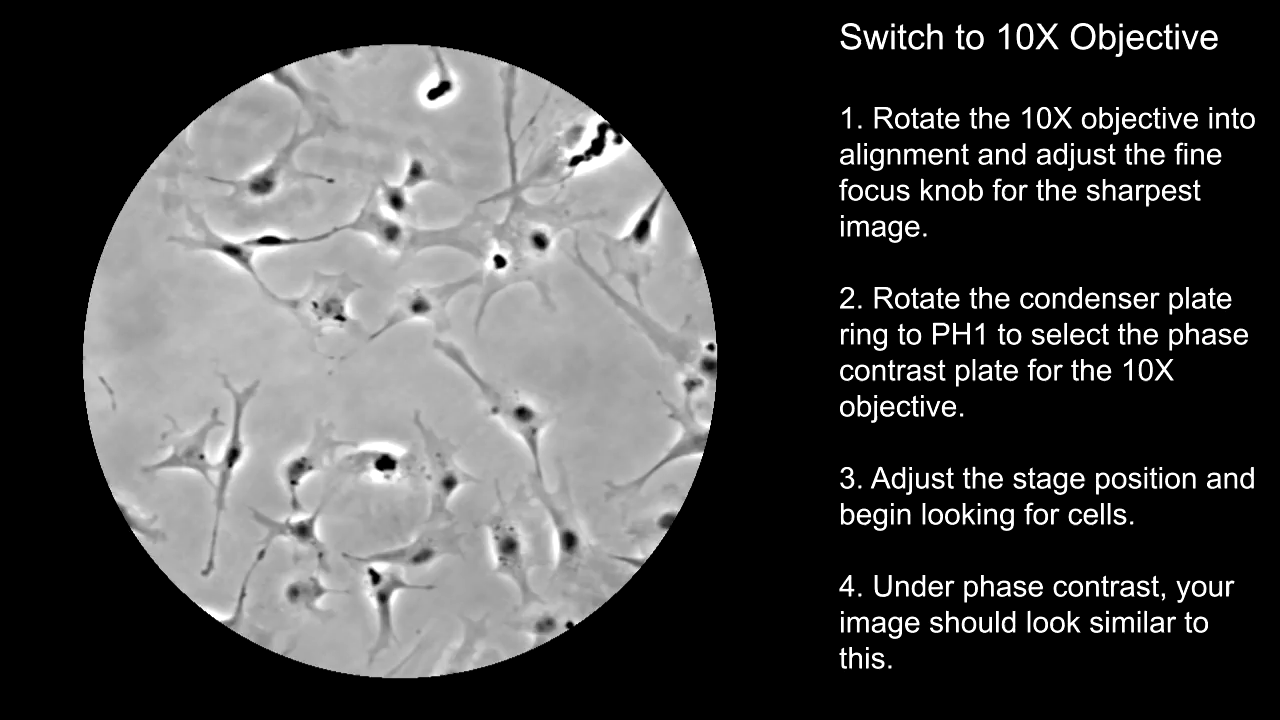 Switch to 10X Objective
1. Rotate the 10X objective into
alignment and adjust the fine
focus knob for the sharpest
image.
2. Rotate the condenser plate
ring to PH1 to select the phase
contrast plate for the 10X
objective.
3. Adjust the stage position and
begin looking for cells.
4. Under phase contrast, your
image should look similar to
this.